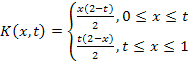 K(x,t) = { x(2−t)/2 , 0 ≤ x ≤ t
t(2−x)/2 , t ≤ x ≤ 1